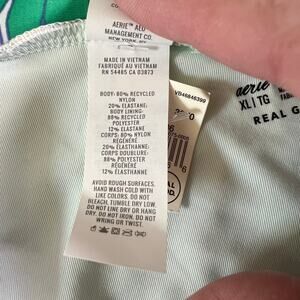 AERIE™ AEO
MANAGEMENT CO.
NEW YORK, NY
MADE IN VIETNAM
FABRIQUÉ AU VIETNAM
RN 54485 CA 03873
BODY: 80% RECYCLED
NYLON
20% ELASTANE;
BODY LINING:
88% RECYCLED
POLYESTER
12% ELASTANE
CORPS: 80% NYLON
RÉGÉNÉRÉ
20% ÉLASTHANNE;
CORPS DOUBLURE:
88% POLYESTER
RÉGÉNÉRÉ
12% ÉLASTHANNE
AVOID ROUGH SURFACES.
HAND WASH COLD WITH
LIKE COLORS. DO NOT
BLEACH. TUMBLE DRY LOW.
DO NOT LINE DRY OR HANG
DRY. DO NOT IRON. DO NOT
WRING OR TWIST.
VB46846399
aerie
XL|TG
REAL